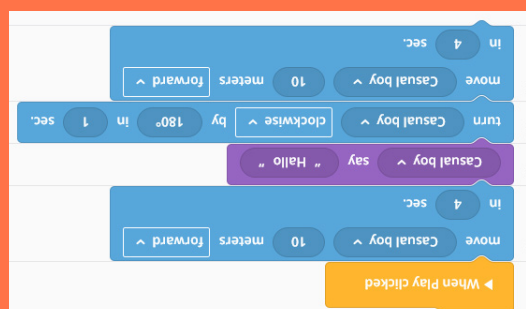 When Play clicked
move Casual boy 10 meters forward
in 4 sec.
Casual boy say " Hallo "
turn Casual boy clockwise by 180° in 1 sec.
move Casual boy 10 meters forward
in 4 sec.